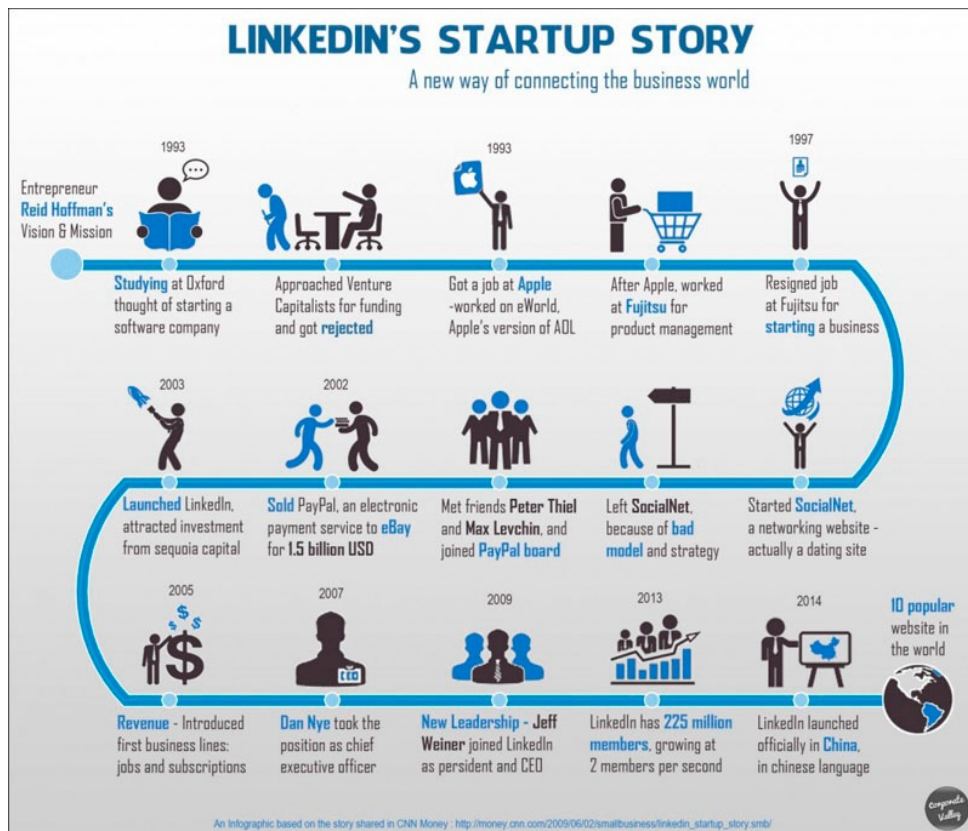 LINKEDIN'S STARTUP STORY
A new way of connecting the business world
Entrepreneur
Reid Hoffman's
Vision & Mission
1993
Studying at Oxford
thought of starting a
software company
Approached Venture
Capitalists for funding
and got rejected
1993
Got a job at Apple
-worked on eWorld,
Apple's version of AOL
After Apple, worked
at Fujitsu for
product management
1997
Resigned job
at Fujitsu for
starting a business
Started SocialNet,
a networking website -
actually a dating site
Left SocialNet,
because of bad
model and strategy
Met friends Peter Thiel
and Max Levchin, and
joined PayPal board
2002
Sold PayPal, an electronic
payment service to eBay
for 1.5 billion USD
2003
Launched LinkedIn,
attracted investment
from sequoia capital
2005
Revenue - Introduced
first business lines:
jobs and subscriptions
2007
CEO
Dan Nye took the
position as chief
executive officer
2009
New Leadership - Jeff
Weiner joined LinkedIn
as persident and CEO
2013
LinkedIn has 225 million
members, growing at
2 members per second
2014
LinkedIn launched
officially in China,
in chinese language
10 popular
website in
the world
An Infographic based on the story shared in CNN Money : http://money.cnn.com/2009/06/02/smallbusiness/linkedin_startup_story.smb/
Corporate
Valley